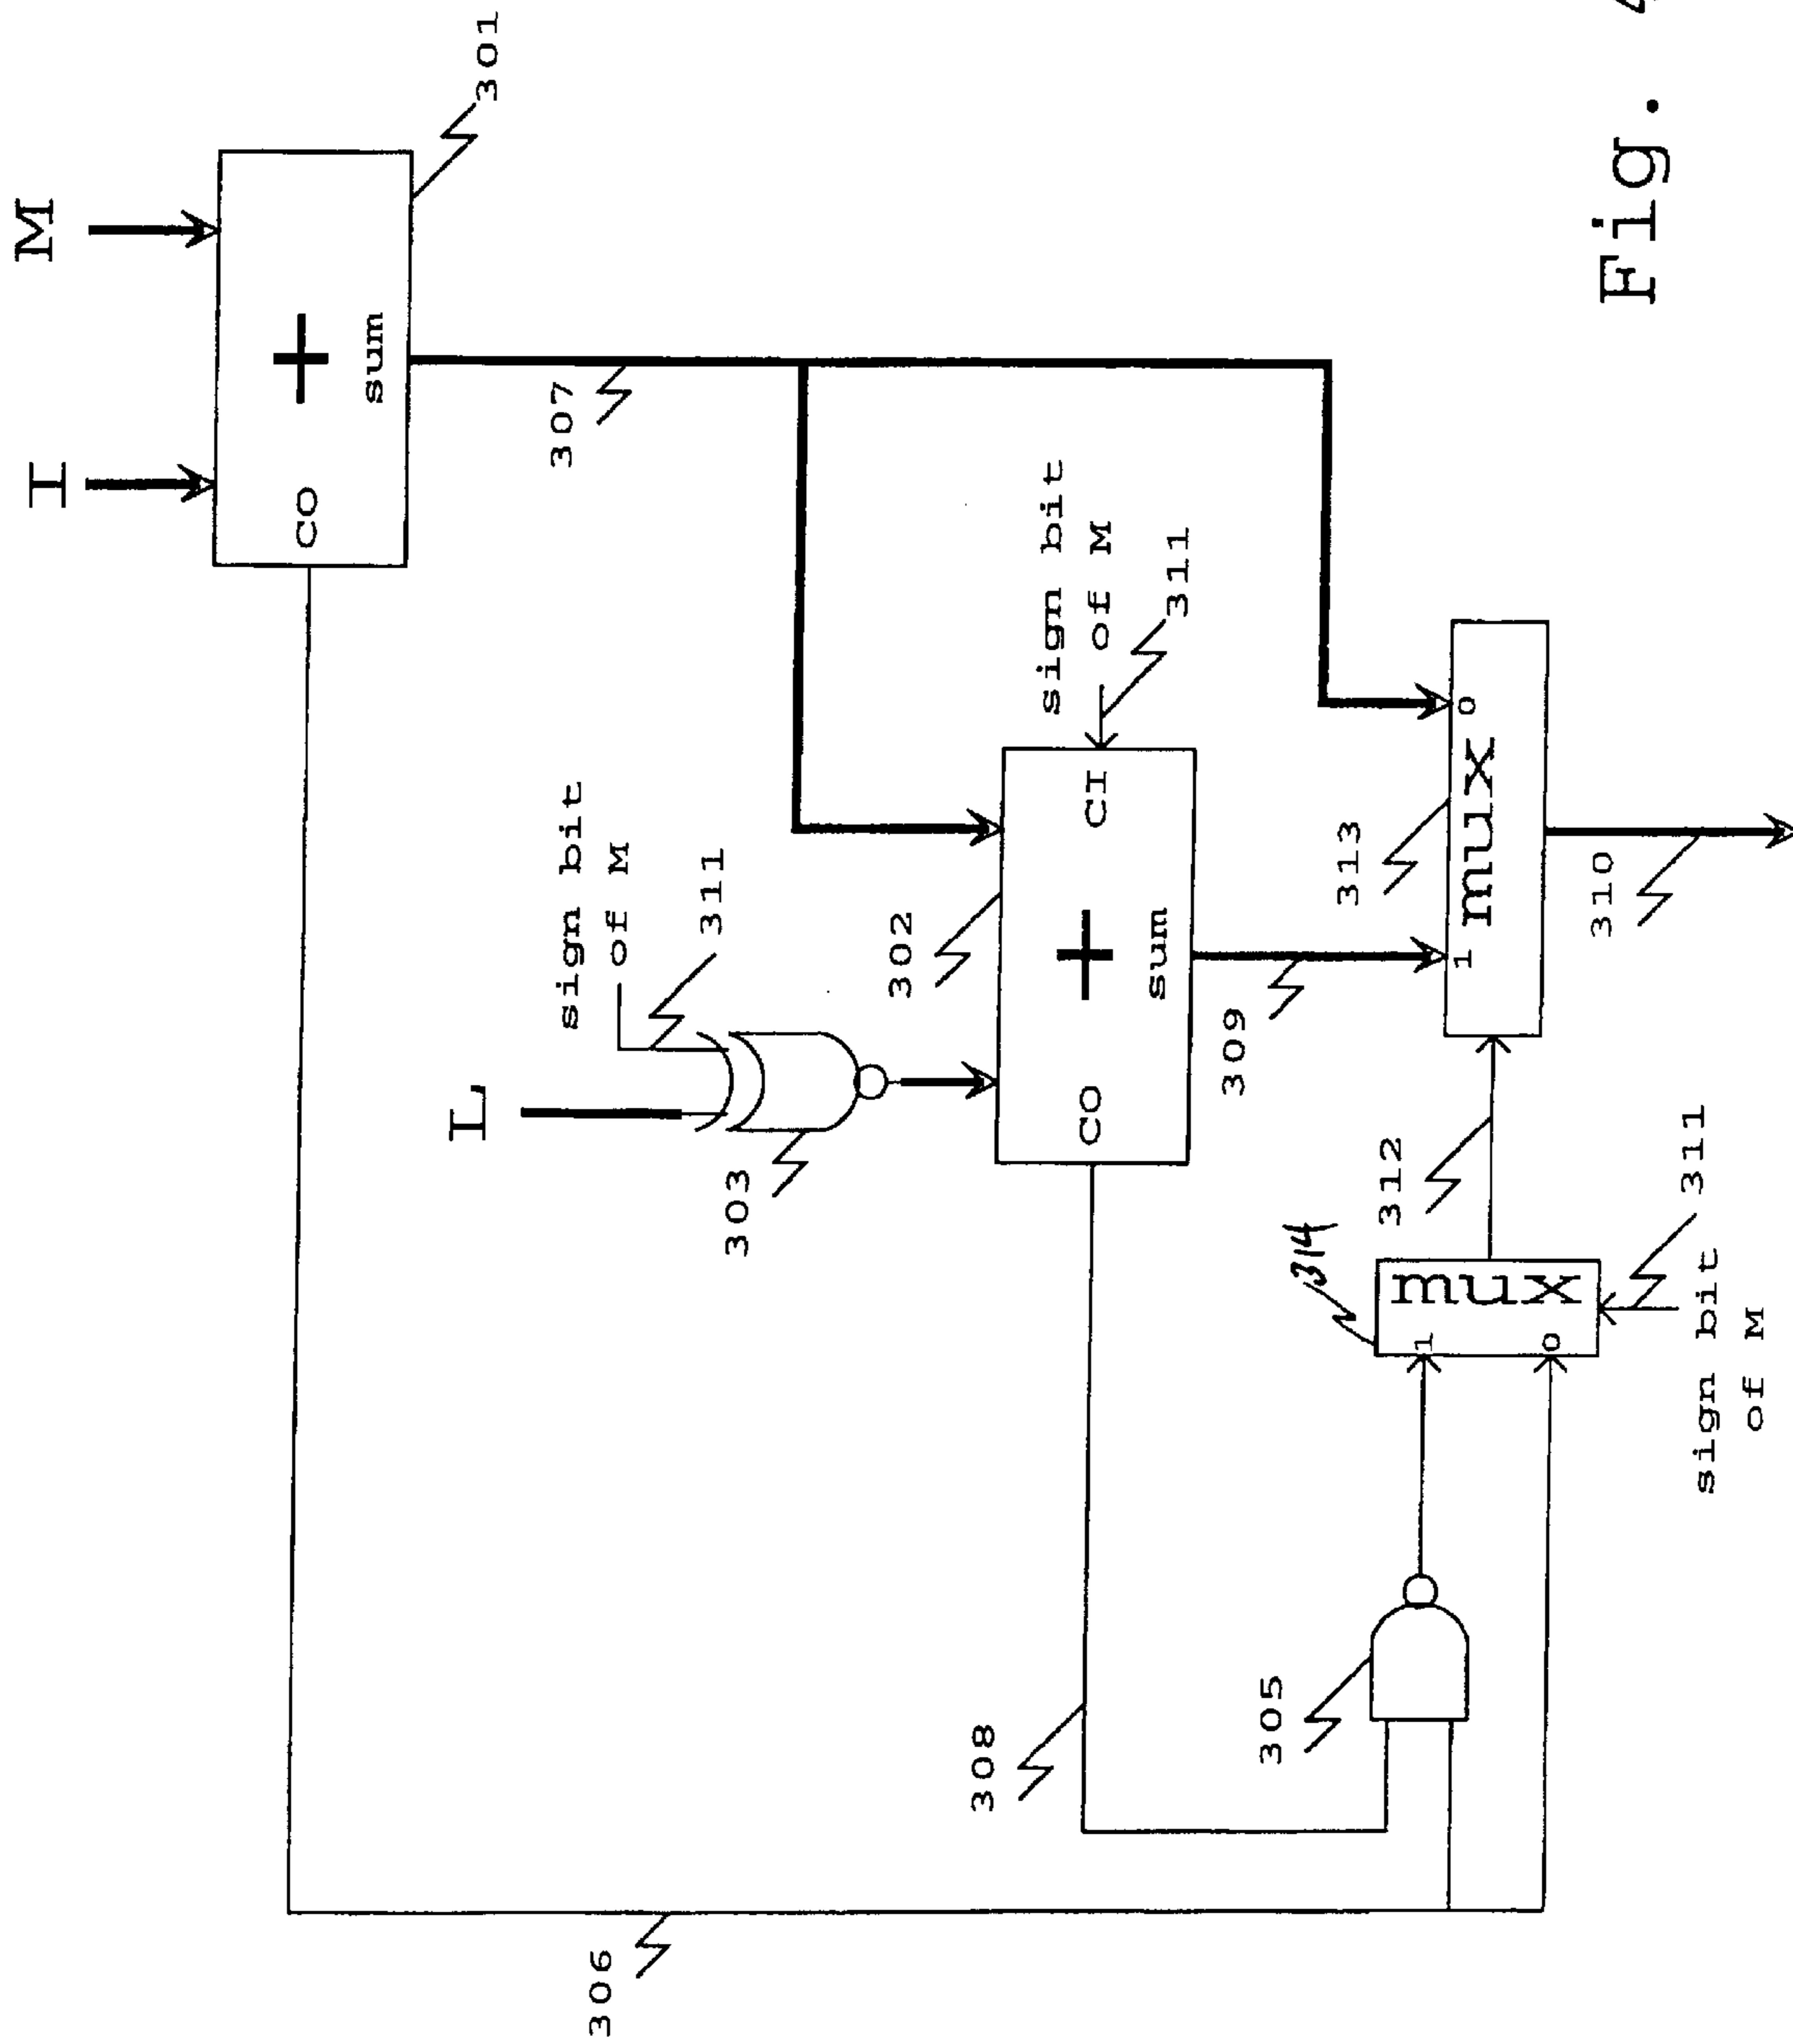 I
M
CO
+
sum
301
307
306
L
sign bit
of M
311
303
302
CO
+
sum
CI
sign bit
of M
311
308
309
305
314
1
0
mux
312
311
sign bit
of M
313
1
mux
0
310
Fig.